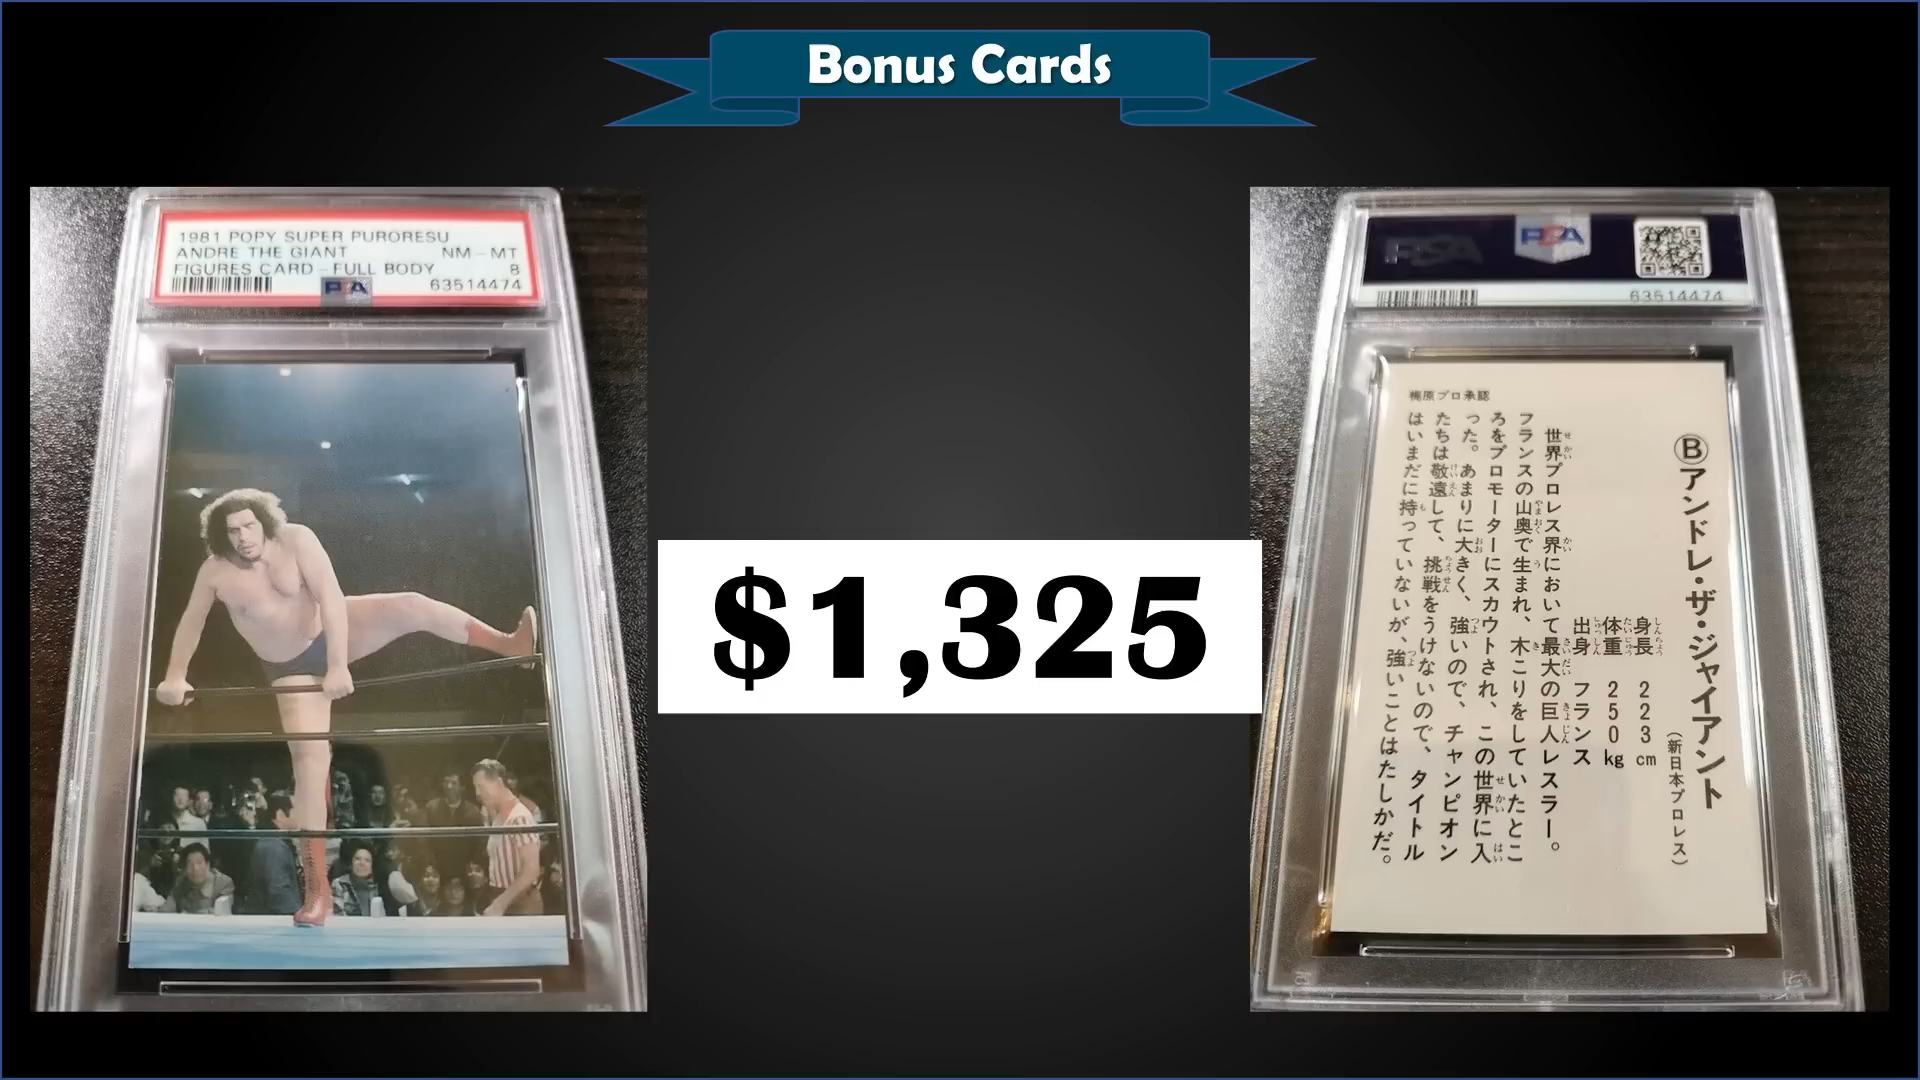 Bonus Cards
1981 POPY SUPER PURORESU
ANDRE THE GIANT NM - MT
FIGURES CARD - FULL BODY 8
PSA 63514474
$1,325
PSA PSA
63514474
Ⓑアンドレ・ザ・ジャイアント
(新日本プロレス)
身長 223cm
体重 250kg
出身 フランス
世界プロレス界において最大の巨人レスラー。
フランスの山奥で生まれ、木こりをしていたとこ
ろをプロモーターにスカウトされ、この世界に入
った。あまりに大きく、強いので、チャンピオン
たちは敬遠して、挑戦をうけないので、タイトル
はいまだに持っていないが、強いことはたしかだ。
梶原プロ承認